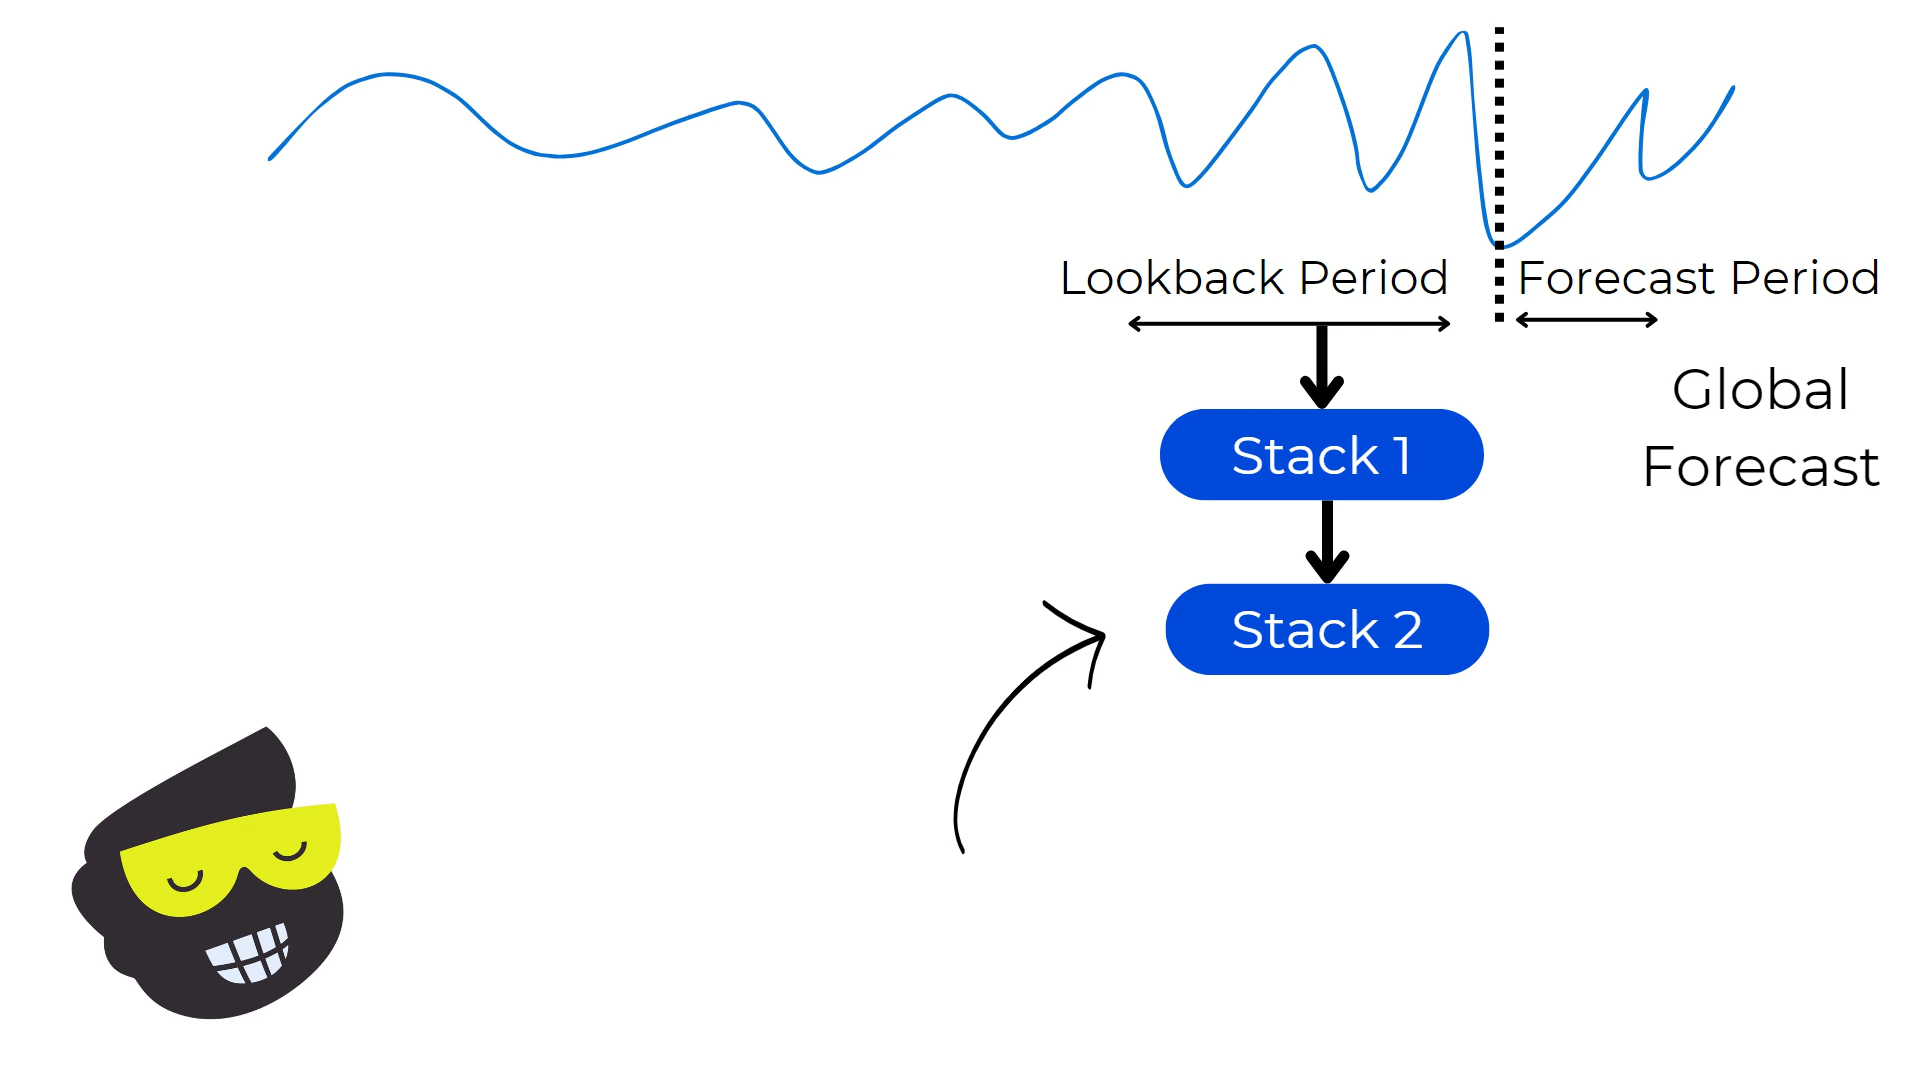 Lookback Period
Forecast Period
Global
Forecast
Stack 1
Stack 2